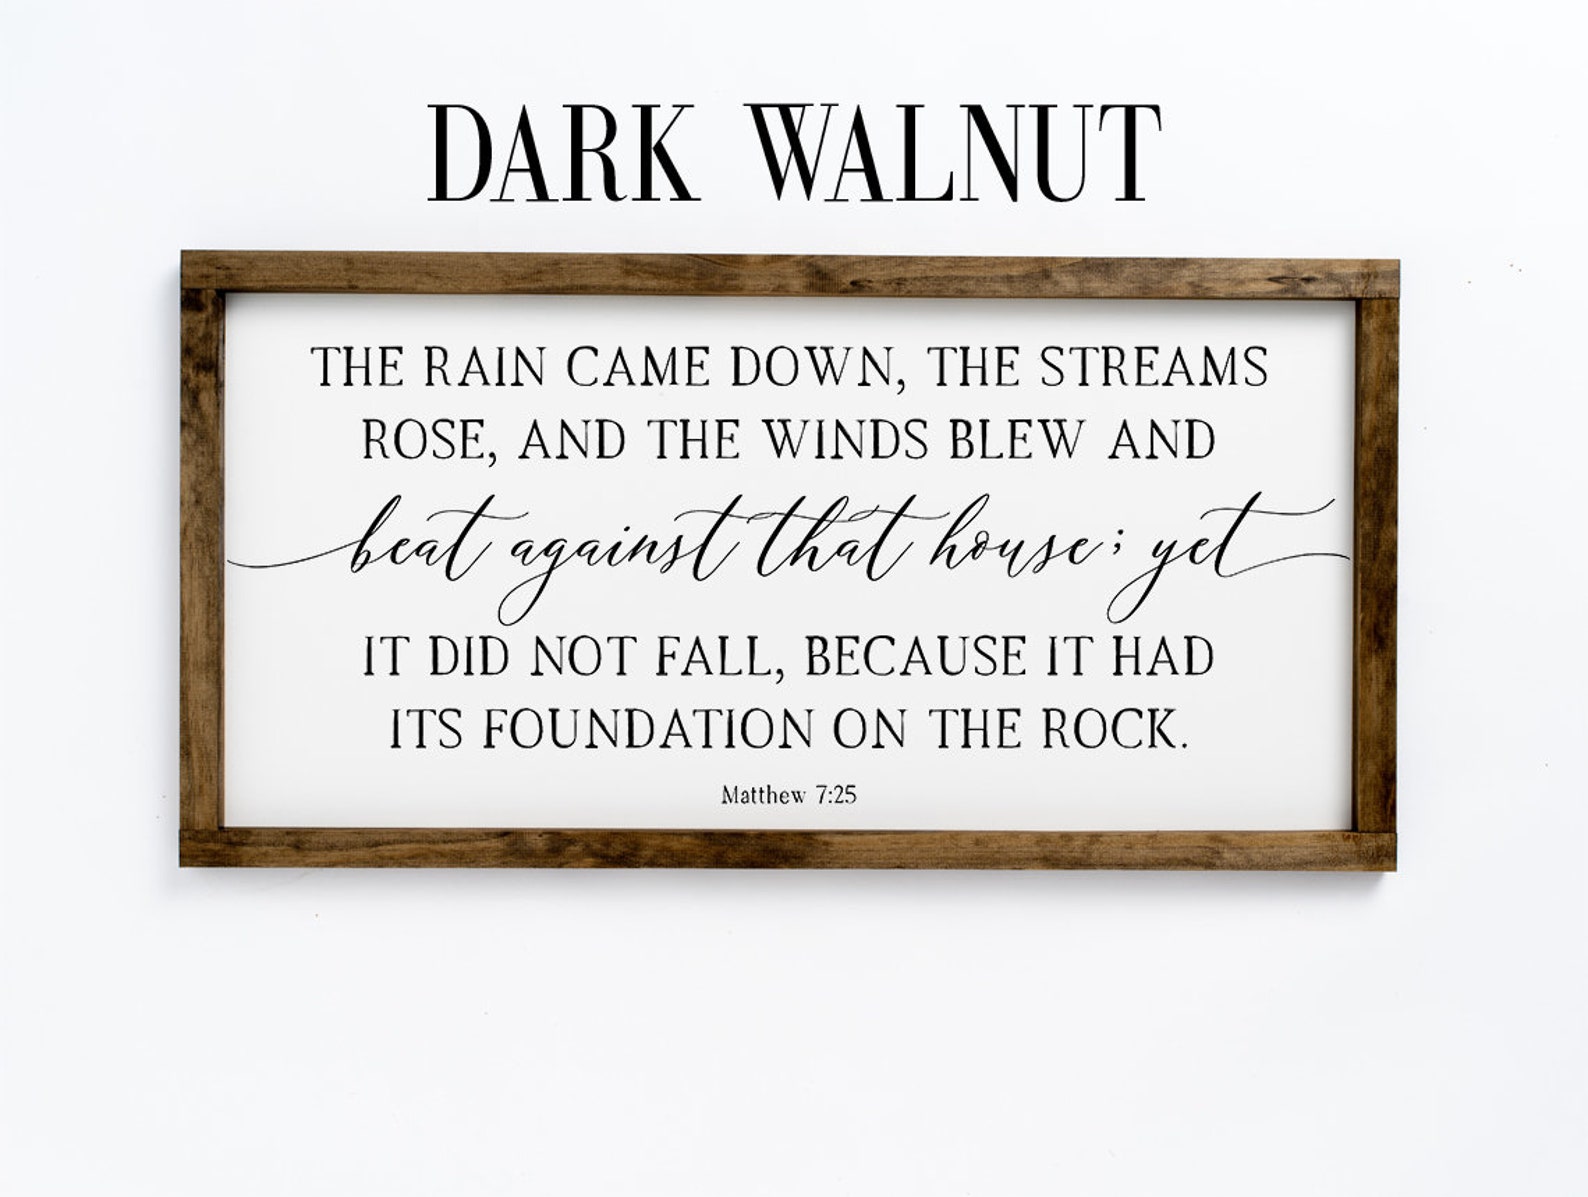 DARK WALNUT
THE RAIN CAME DOWN, THE STREAMS
ROSE, AND THE WINDS BLEW AND
beat against that house; yet
IT DID NOT FALL, BECAUSE IT HAD
ITS FOUNDATION ON THE ROCK.
Matthew 7:25